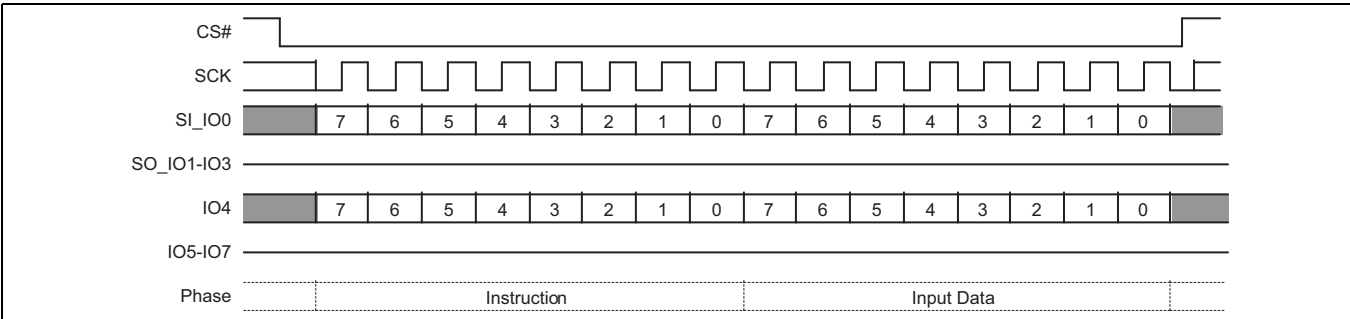 CS#
SCK
SI_IO0 7 6 5 4 3 2 1 0 7 6 5 4 3 2 1 0
SO_IO1-IO3
IO4 7 6 5 4 3 2 1 0 7 6 5 4 3 2 1 0
IO5-IO7
Phase Instruction Input Data